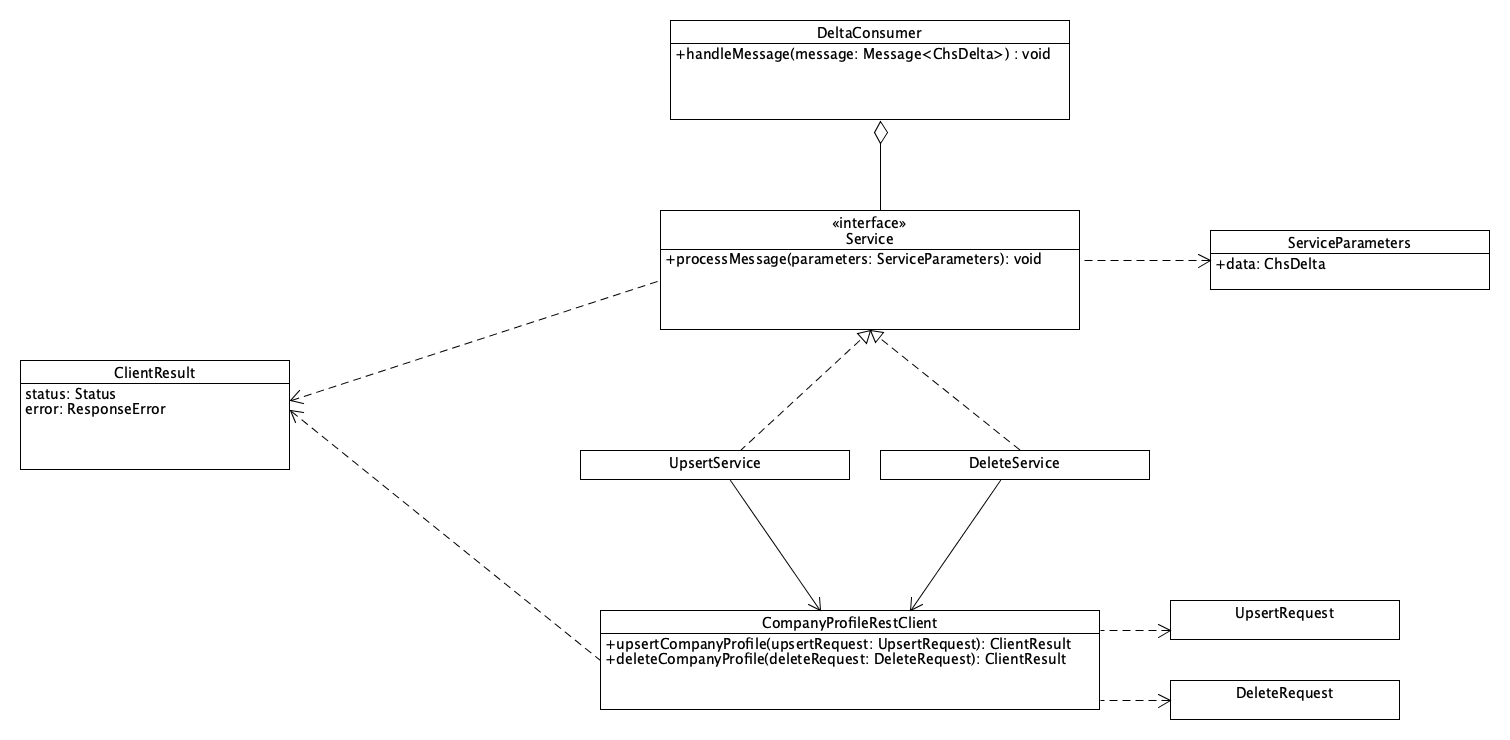 DeltaConsumer
+handleMessage(message: Message<ChsDelta>) : void
«interface»
Service
+processMessage(parameters: ServiceParameters): void
ServiceParameters
+data: ChsDelta
ClientResult
status: Status
error: ResponseError
UpsertService
DeleteService
CompanyProfileRestClient
+upsertCompanyProfile(upsertRequest: UpsertRequest): ClientResult
+deleteCompanyProfile(deleteRequest: DeleteRequest): ClientResult
UpsertRequest
DeleteRequest